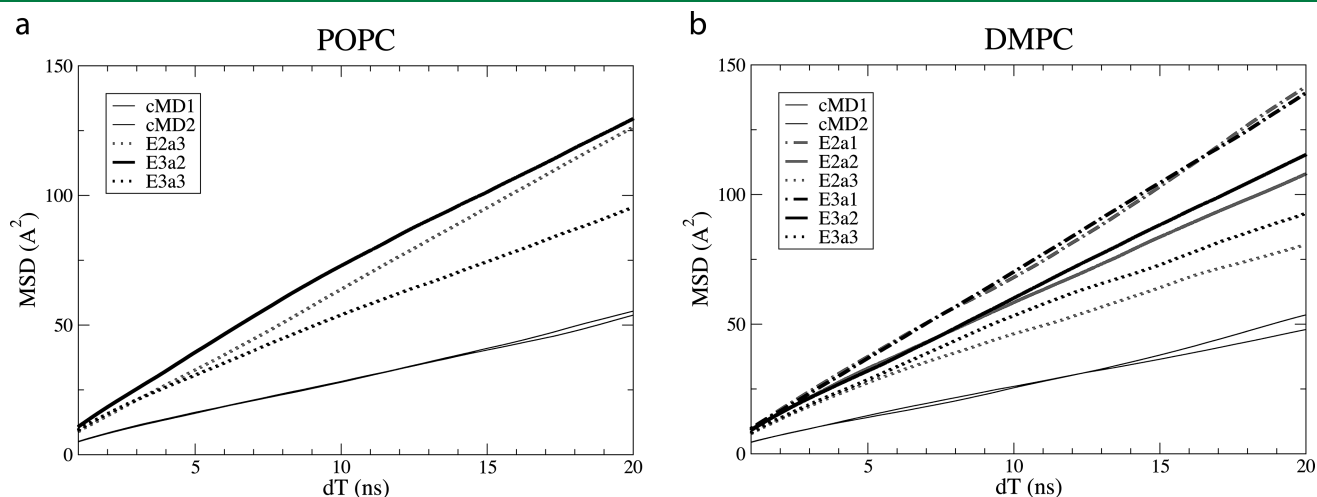 a
POPC
150
100
50
0
MSD (A²)
cMD1
cMD2
E2a3
E3a2
E3a3
5
10
15
20
dT (ns)
b
DMPC
150
100
50
0
MSD (A²)
cMD1
cMD2
E2a1
E2a2
E2a3
E3a1
E3a2
E3a3
5
10
15
20
dT (ns)